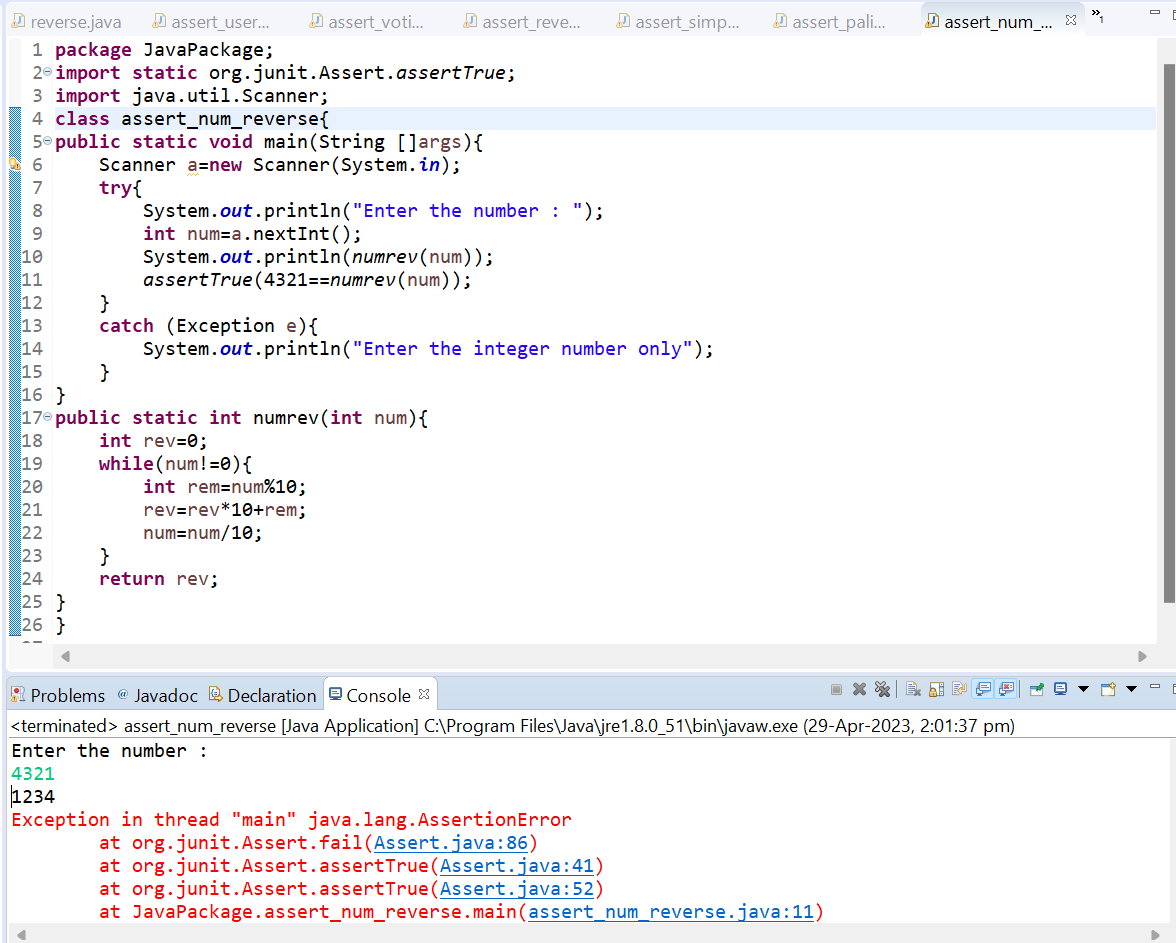 reverse.java assert_user... assert_voti... assert_reve... assert_simp... assert_pali... assert_num_... »1
1 package JavaPackage;
2 import static org.junit.Assert.assertTrue;
3 import java.util.Scanner;
4 class assert_num_reverse{
5 public static void main(String []args){
6 Scanner a=new Scanner(System.in);
7 try{
8 System.out.println("Enter the number : ");
9 int num=a.nextInt();
10 System.out.println(numrev(num));
11 assertTrue(4321==numrev(num));
12 }
13 catch (Exception e){
14 System.out.println("Enter the integer number only");
15 }
16 }
17 public static int numrev(int num){
18 int rev=0;
19 while(num!=0){
20 int rem=num%10;
21 rev=rev*10+rem;
22 num=num/10;
23 }
24 return rev;
25 }
26 }
Problems @ Javadoc Declaration Console
<terminated> assert_num_reverse [Java Application] C:\Program Files\Java\jre1.8.0_51\bin\javaw.exe (29-Apr-2023, 2:01:37 pm)
Enter the number :
4321
1234
Exception in thread "main" java.lang.AssertionError
at org.junit.Assert.fail(Assert.java:86)
at org.junit.Assert.assertTrue(Assert.java:41)
at org.junit.Assert.assertTrue(Assert.java:52)
at JavaPackage.assert_num_reverse.main(assert_num_reverse.java:11)